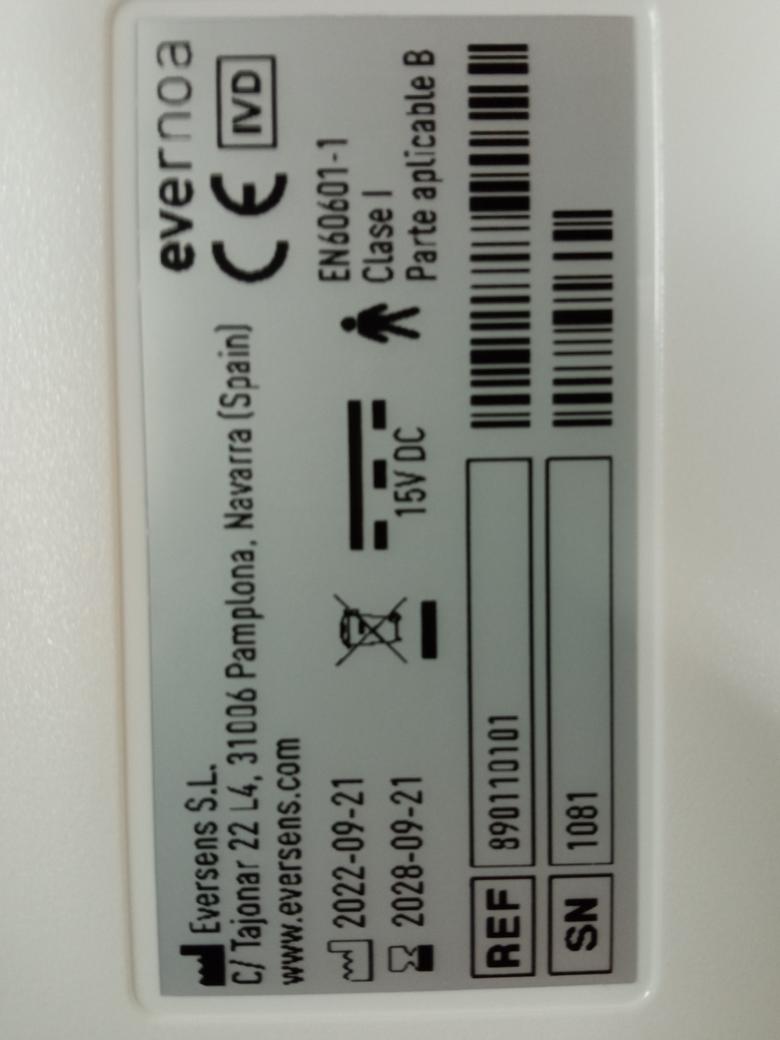 Eversens S.L.
C/ Tajonar 22 L4, 31006 Pamplona, Navarra (Spain)
www.eversens.com
evernoa
CE IVD
2022-09-21
2028-09-21
15V DC
EN60601-1
Clase I
Parte aplicable B
REF 890110101
SN 1081